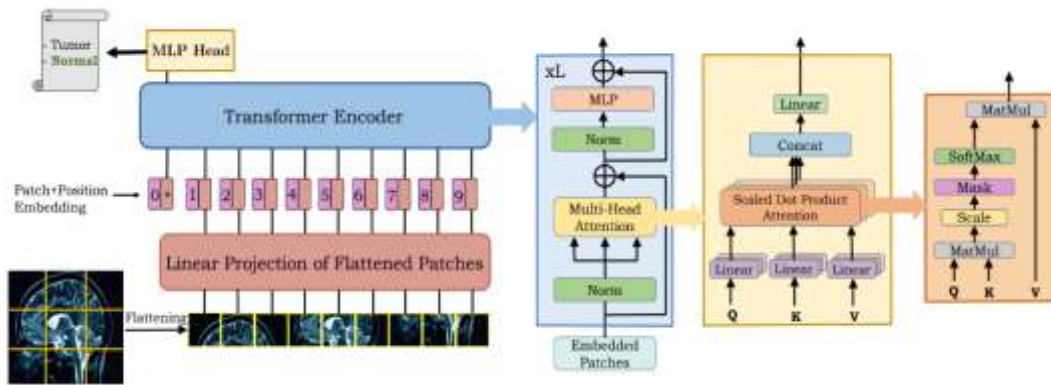 - Tumor
- Normal
MLP Head
Transformer Encoder
Patch+Position
Embedding
0 *
1
2
3
4
5
6
7
8
9
Linear Projection of Flattened Patches
Flattening
xL
MLP
Norm
Multi-Head
Attention
Norm
Embedded
Patches
Linear
Concat
Scaled Dot Product
Attention
Linear
Linear
Linear
Q
K
V
MatMul
SoftMax
Mask
Scale
MatMul
Q
K
V